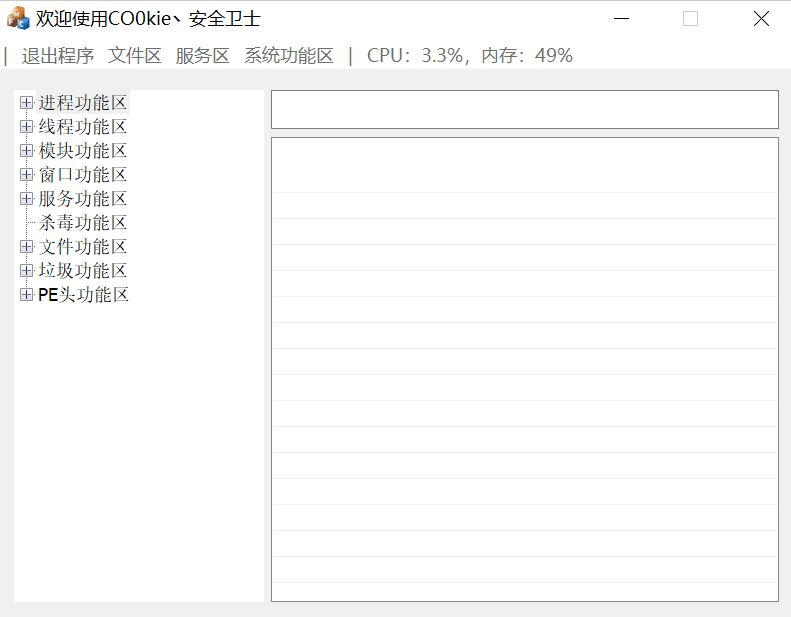 欢迎使用CO0kie丶安全卫士
| 退出程序 文件区 服务区 系统功能区 | CPU：3.3%，内存：49%
进程功能区
线程功能区
模块功能区
窗口功能区
服务功能区
杀毒功能区
文件功能区
垃圾功能区
PE头功能区